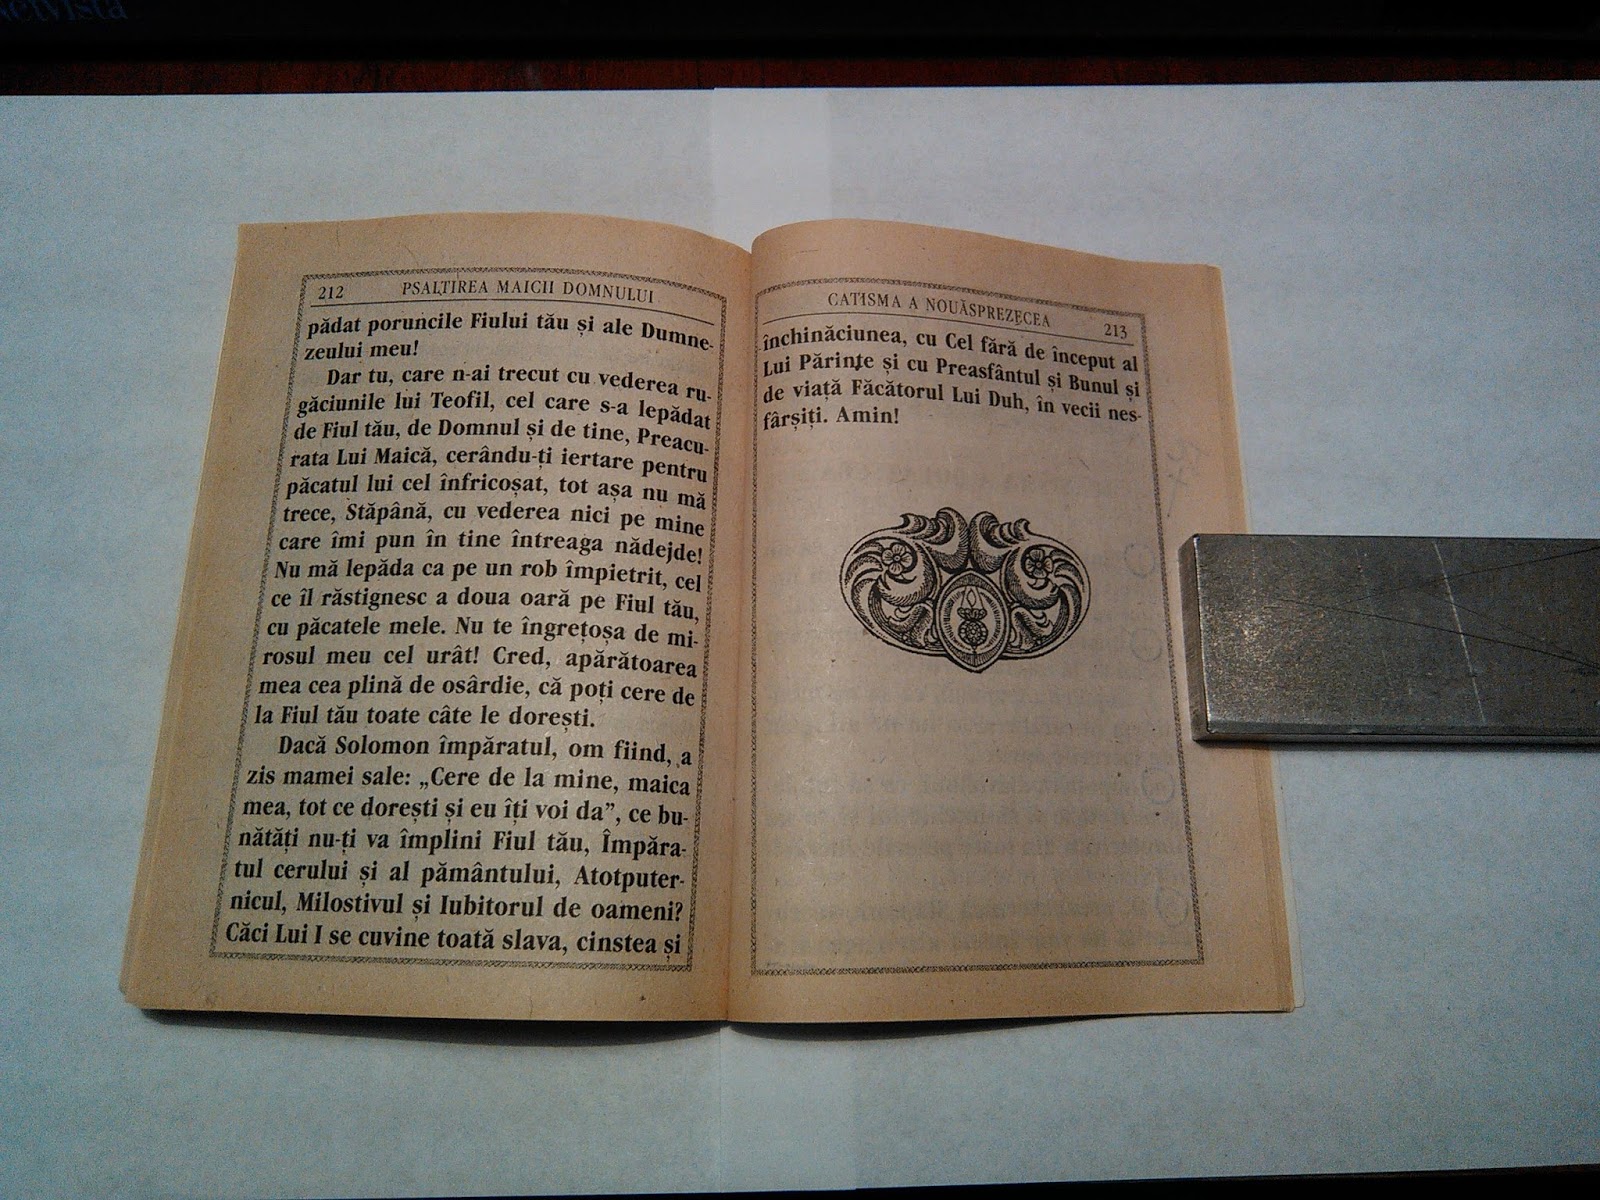 212 PSALTIREA MAICII DOMNULUI
pădat poruncile Fiului tău și ale Dumne-
zeului meu!
Dar tu, care n-ai trecut cu vederea ru-
găciunile lui Teofil, cel care s-a lepădat
de Fiul tău, de Domnul și de tine, Preacu-
rata Lui Maică, cerându-ți iertare pentru
păcatul lui cel înfricoșat, tot așa nu mă
trece, Stăpână, cu vederea nici pe mine
care îmi pun în tine întreaga nădejde!
Nu mă lepăda ca pe un rob împietrit, cel
ce îl răstignesc a doua oară pe Fiul tău,
cu păcatele mele. Nu te îngrețoșa de mi-
rosul meu cel urât! Cred, apărătoarea
mea cea plină de osârdie, că poți cere de
la Fiul tău toate câte le dorești.
Dacă Solomon împăratul, om fiind, a
zis mamei sale: „Cere de la mine, maica
mea, tot ce dorești și eu îți voi da”, ce bu-
nătăți nu-ți va împlini Fiul tău, Împăra-
tul cerului și al pământului, Atotputer-
nicul, Milostivul și Iubitorul de oameni?
Căci Lui I se cuvine toată slava, cinstea și
CATISMA A NOUĂSPREZECEA 213
închinăciunea, cu Cel fără de început al
Lui Părinte și cu Preasfântul și Bunul și
de viață Făcătorul Lui Duh, în vecii nes-
fârșiți. Amin!